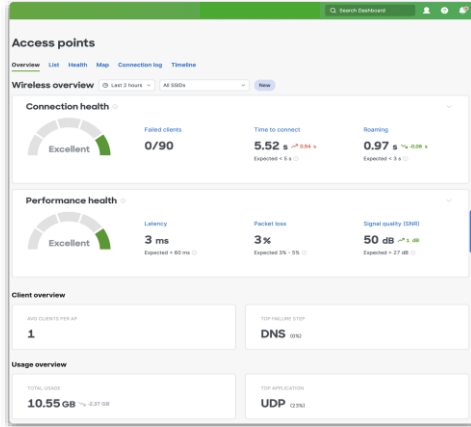 Search Dashboard
Access points
Overview List Health Map Connection log Timeline
Wireless overview Last 2 hours All SSIDs New
Connection health
Excellent
Failed clients
0/90
Time to connect
5.52 s 0.94 s
Expected < 5 s
Roaming
0.97 s
Expected < 3 s
Performance health
Excellent
Latency
3 ms
Expected < 60 ms
Packet loss
3%
Expected 2% - 5%
Signal quality (SNR)
50 dB 1 dB
Expected > 27 dB
Client overview
AVG CLIENTS PER AP
1
TOP FAILURE STEP
DNS (0%)
Usage overview
TOTAL USAGE
10.55 GB
TOP APPLICATION
UDP (23%)